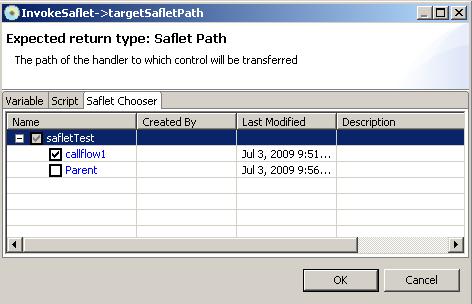 InvokeSaflet->targetSafletPath
Expected return type: Saflet Path
The path of the handler to which control will be transferred
Variable Script Saflet Chooser
Name Created By Last Modified Description
safletTest
callflow1 Jul 3, 2009 9:51...
Parent Jul 3, 2009 9:56...
OK Cancel